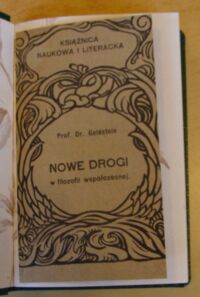 KSIĄŻNICA
NAUKOWA I LITERACKA
Prof. Dr. Goldstein
NOWE DROGI
w filozofii współczesnej.